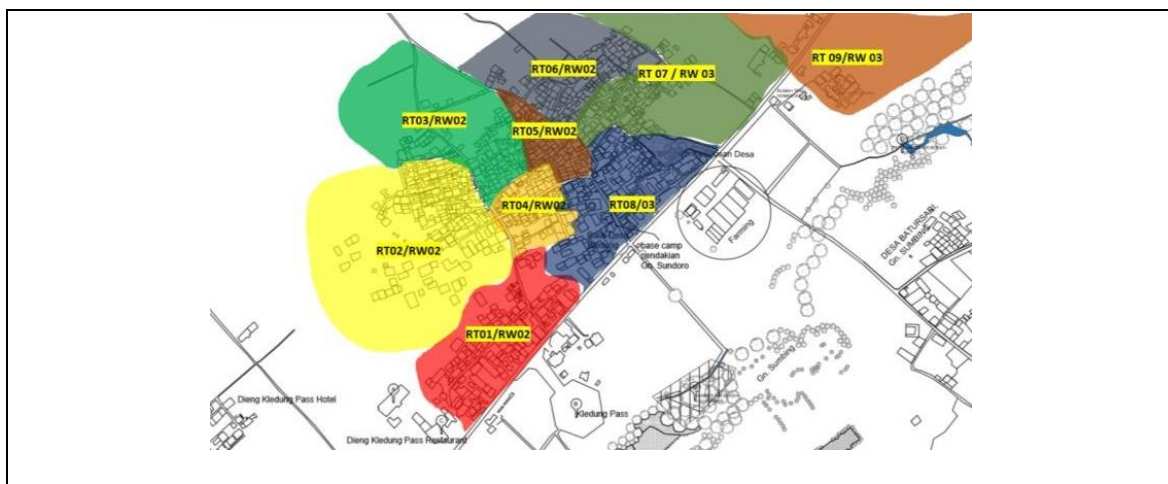 RT 09/RW 03
RT06/RW02
RT 07 / RW 03
RT03/RW02
RT05/RW02
Desa
RT04/RW02
RT08/03
Farming
DESA BATURSARI,
Gn. SUMBING
RT02/RW02
base camp
pendakian
Gn. Sundoro
RT01/RW02
Gn. Sumbing
Dieng Kledung Pass Hotel
Kledung Pass
Dieng Kledung Pass Restaurant